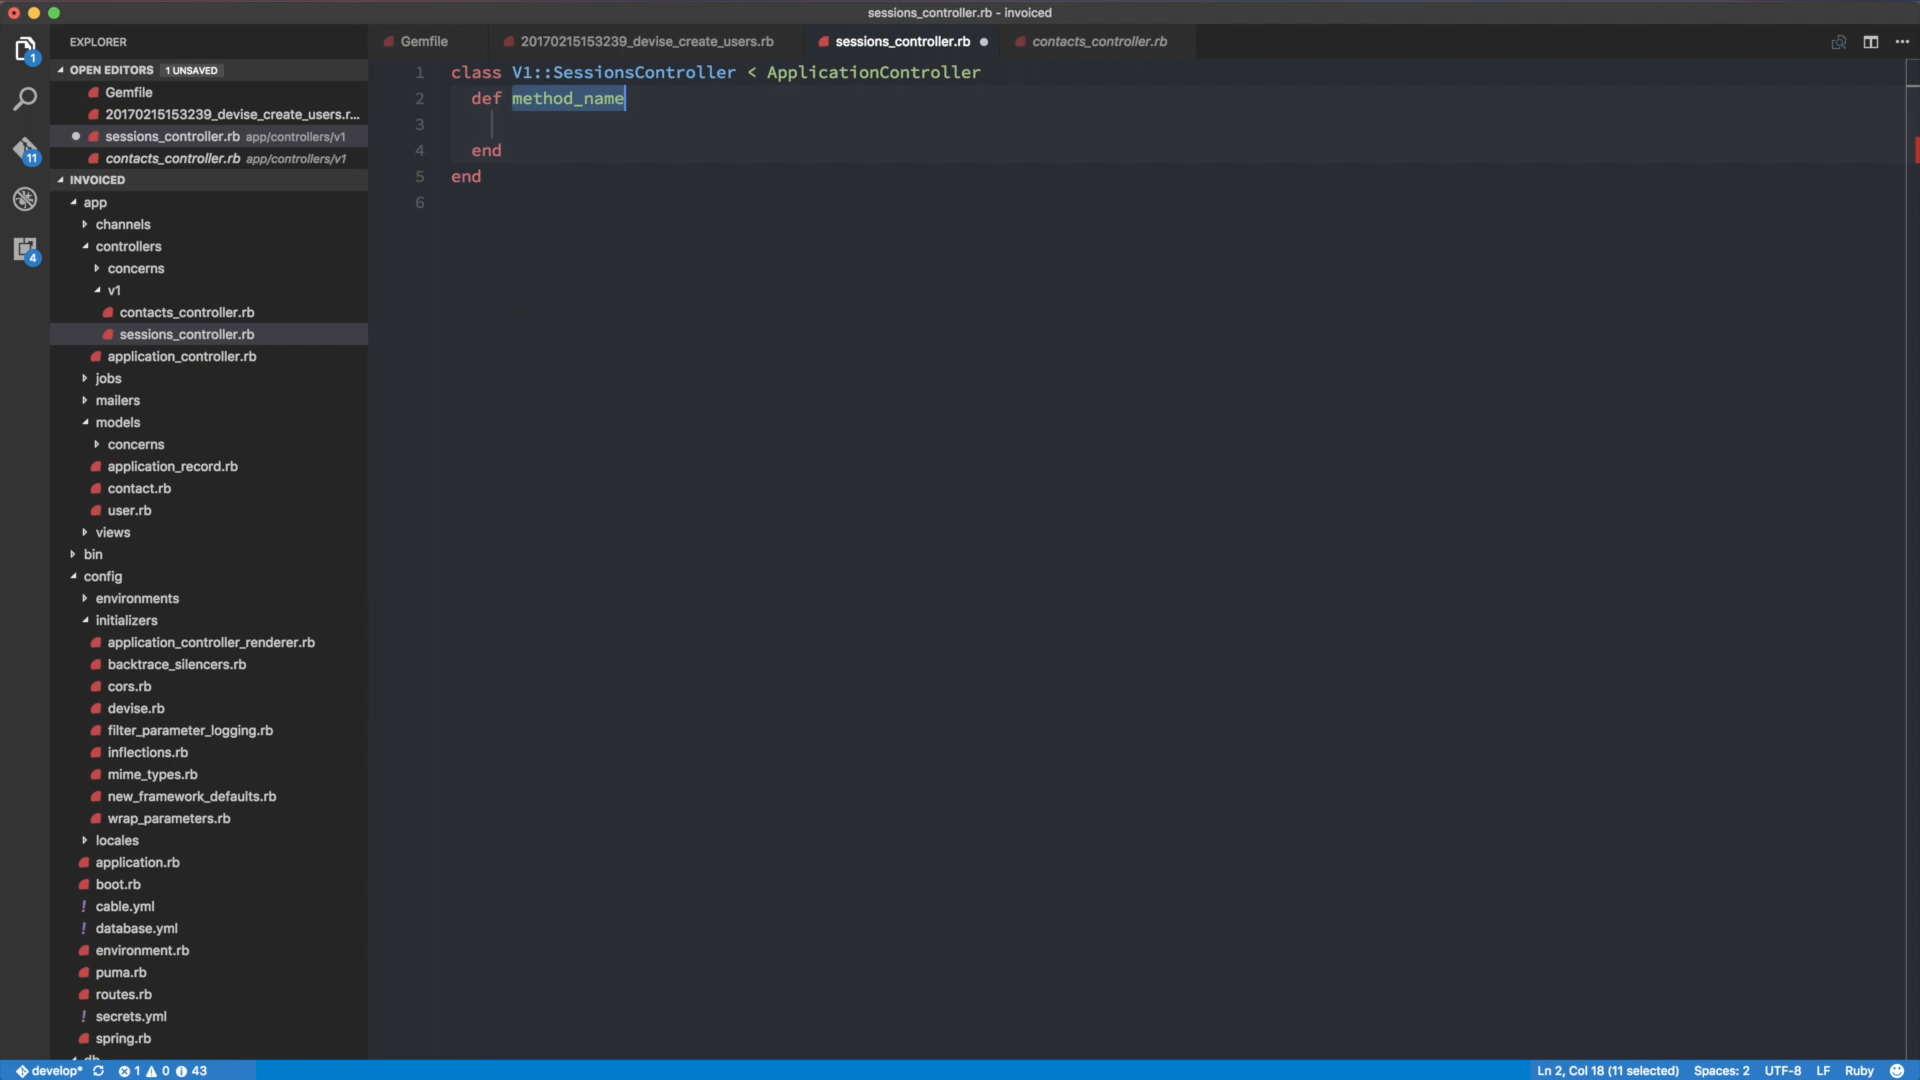 sessions_controller.rb - invoiced
EXPLORER
Gemfile
20170215153239_devise_create_users.rb
sessions_controller.rb
contacts_controller.rb
OPEN EDITORS 1 UNSAVED
Gemfile
20170215153239_devise_create_users.r...
sessions_controller.rb app/controllers/v1
contacts_controller.rb app/controllers/v1
INVOICED
app
channels
controllers
concerns
v1
contacts_controller.rb
sessions_controller.rb
application_controller.rb
jobs
mailers
models
concerns
application_record.rb
contact.rb
user.rb
views
bin
config
environments
initializers
application_controller_renderer.rb
backtrace_silencers.rb
cors.rb
devise.rb
filter_parameter_logging.rb
inflections.rb
mime_types.rb
new_framework_defaults.rb
wrap_parameters.rb
locales
application.rb
boot.rb
! cable.yml
! database.yml
environment.rb
puma.rb
routes.rb
! secrets.yml
spring.rb
1
11
4
1 class V1::SessionsController < ApplicationController
2 def method_name
3
4 end
5 end
6
develop* 1 0 43
Ln 2, Col 18 (11 selected) Spaces: 2 UTF-8 LF Ruby